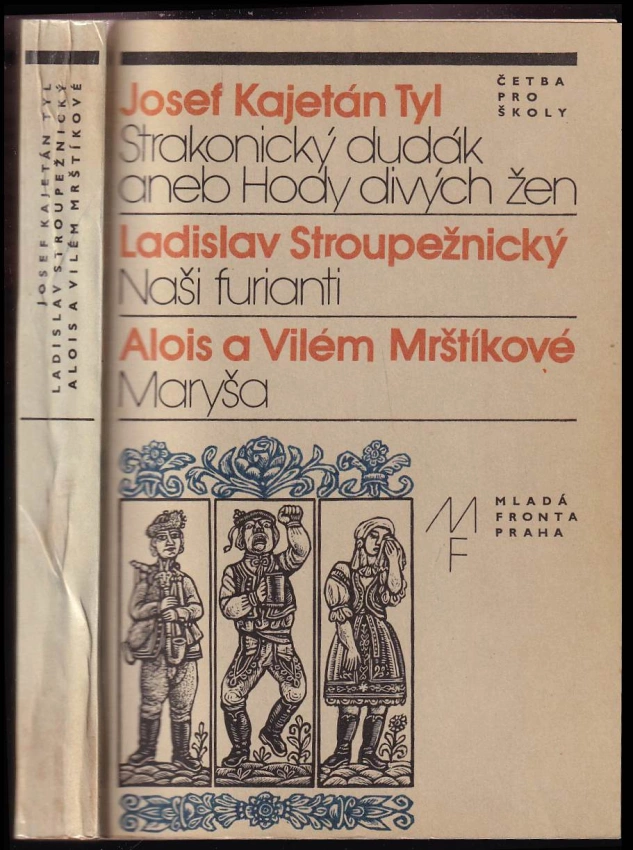 JOSEF KAJETÁN TYL
LADISLAV STROUPEŽNICKÝ
ALOIS A VILÉM MRŠTÍKOVÉ
Josef Kajetán Tyl
Strakonický dudák
aneb Hody divých žen
Ladislav Stroupežnický
Naši furianti
Alois a Vilém Mrštíkové
Maryša
ČETBA
PRO
ŠKOLY
MF
MLADÁ
FRONTA
PRAHA